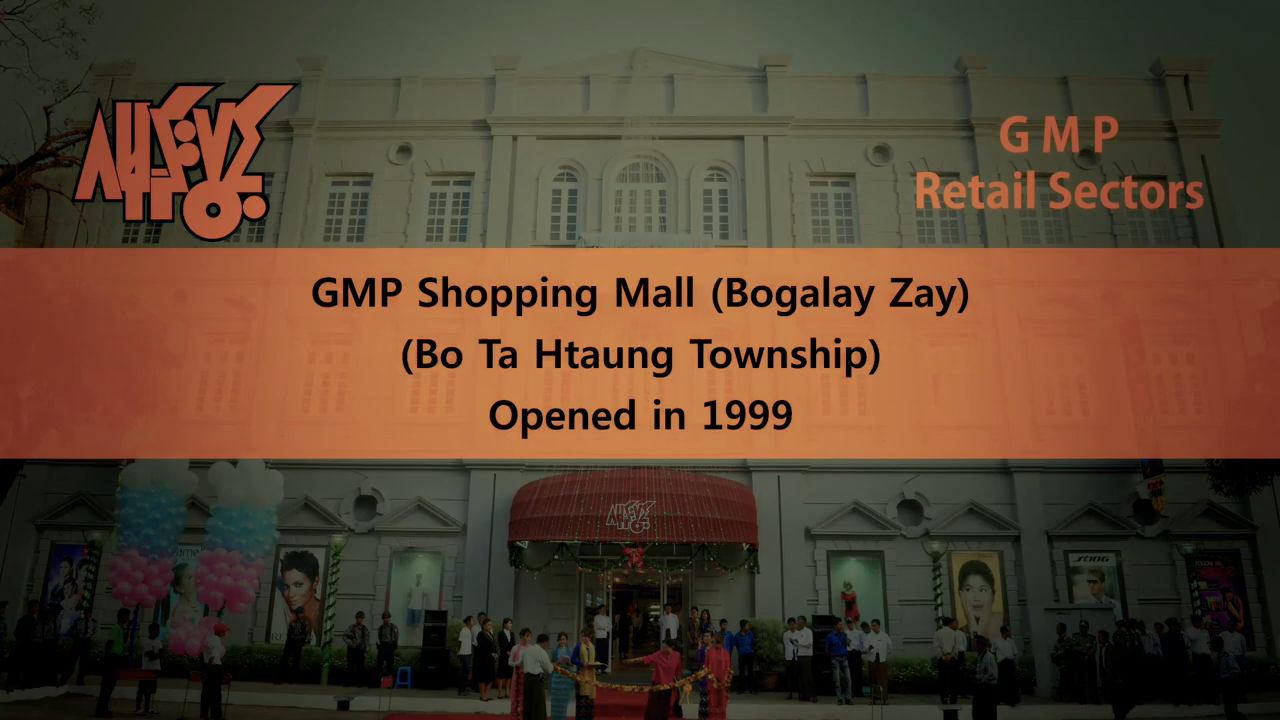 G M P
Retail Sectors
GMP Shopping Mall (Bogalay Zay)
(Bo Ta Htaung Township)
Opened in 1999